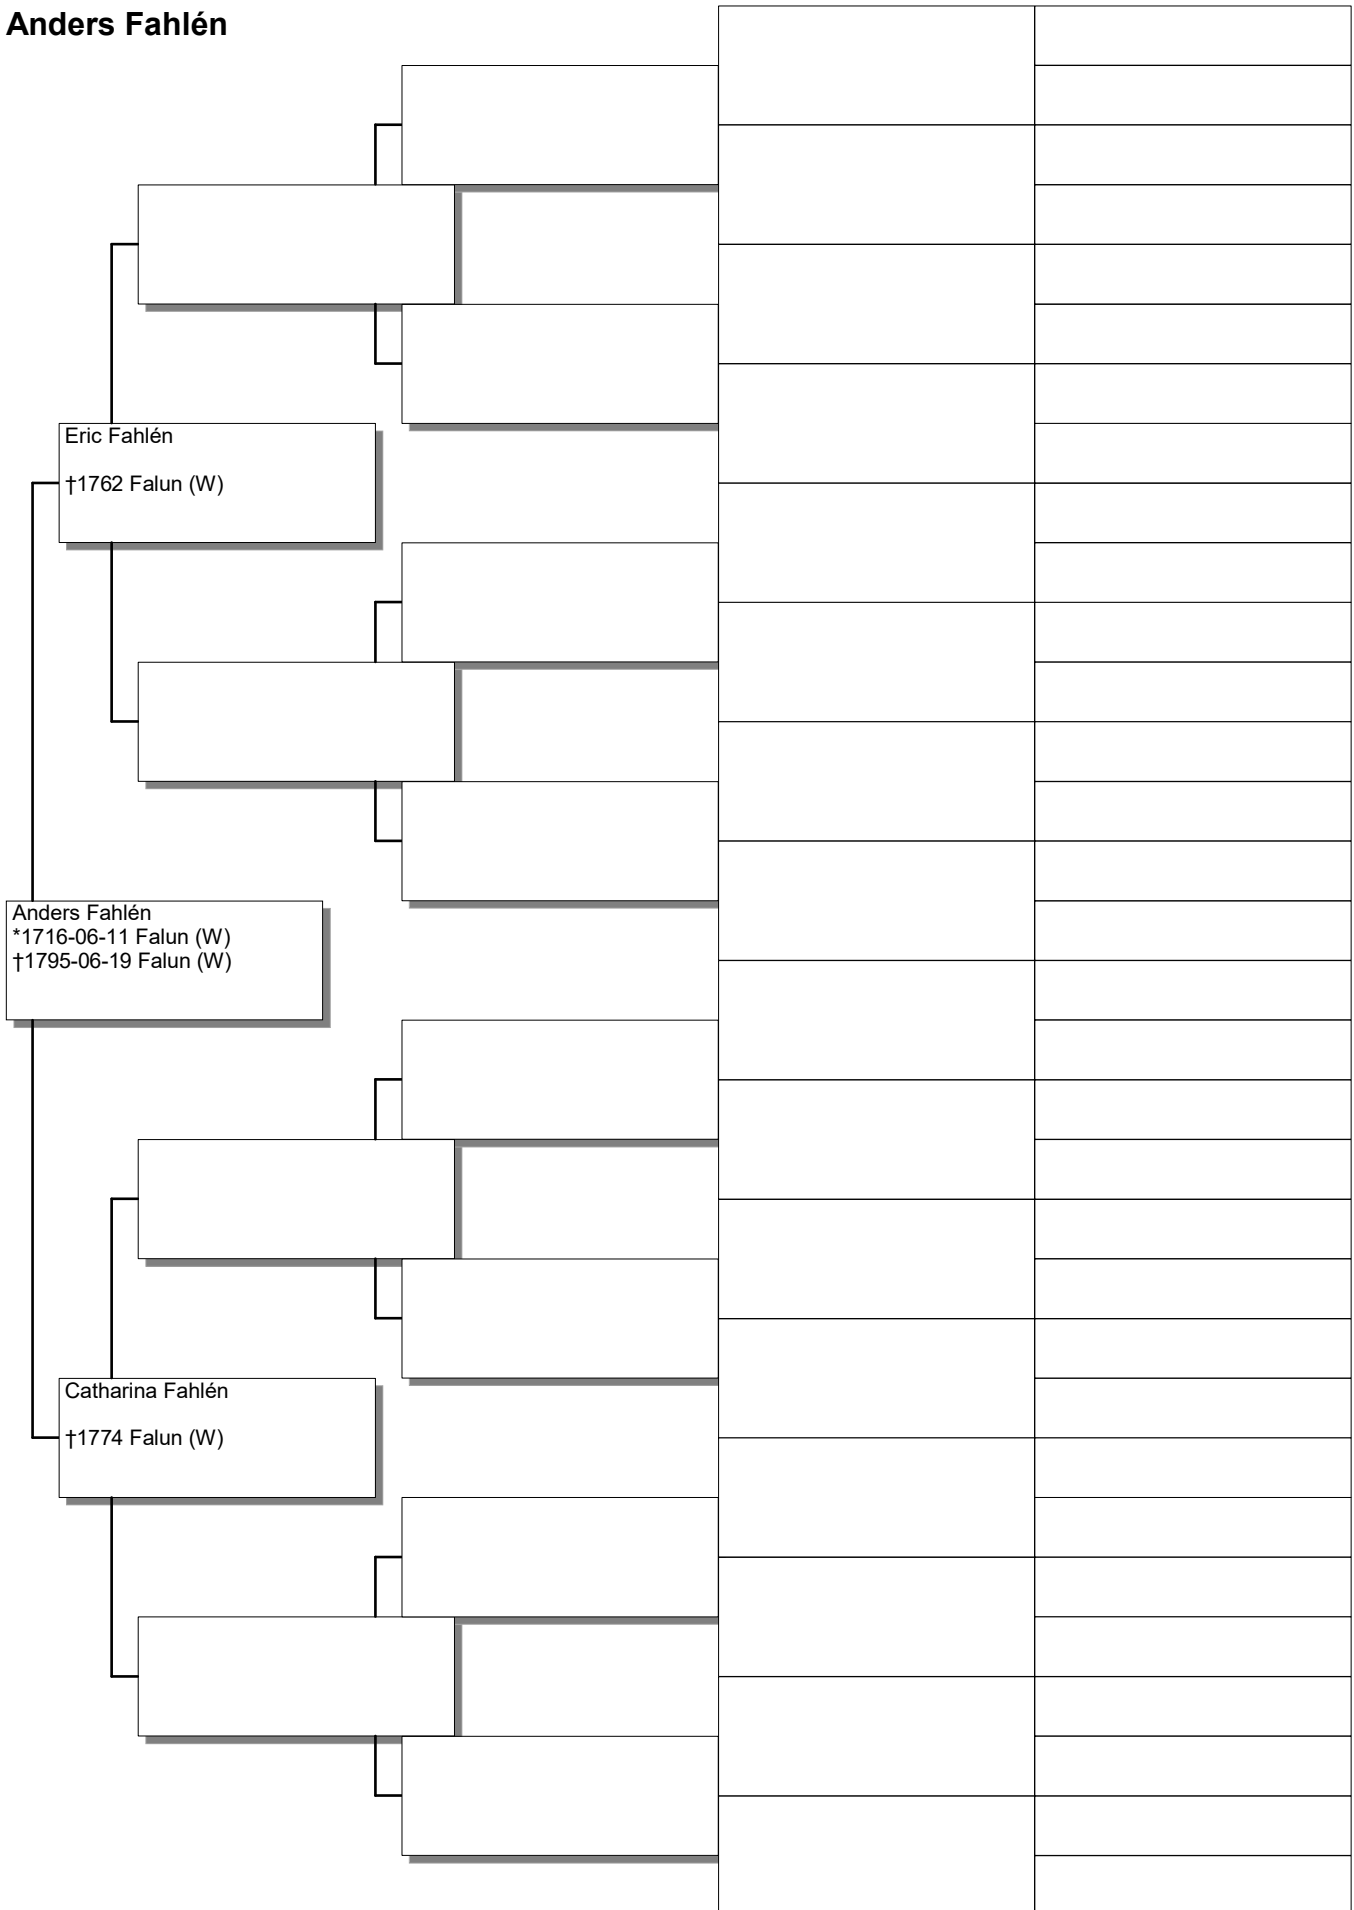 Anders Fahlén
Eric Fahlén
†1762 Falun (W)
Anders Fahlén
*1716-06-11 Falun (W)
†1795-06-19 Falun (W)
Catharina Fahlén
†1774 Falun (W)